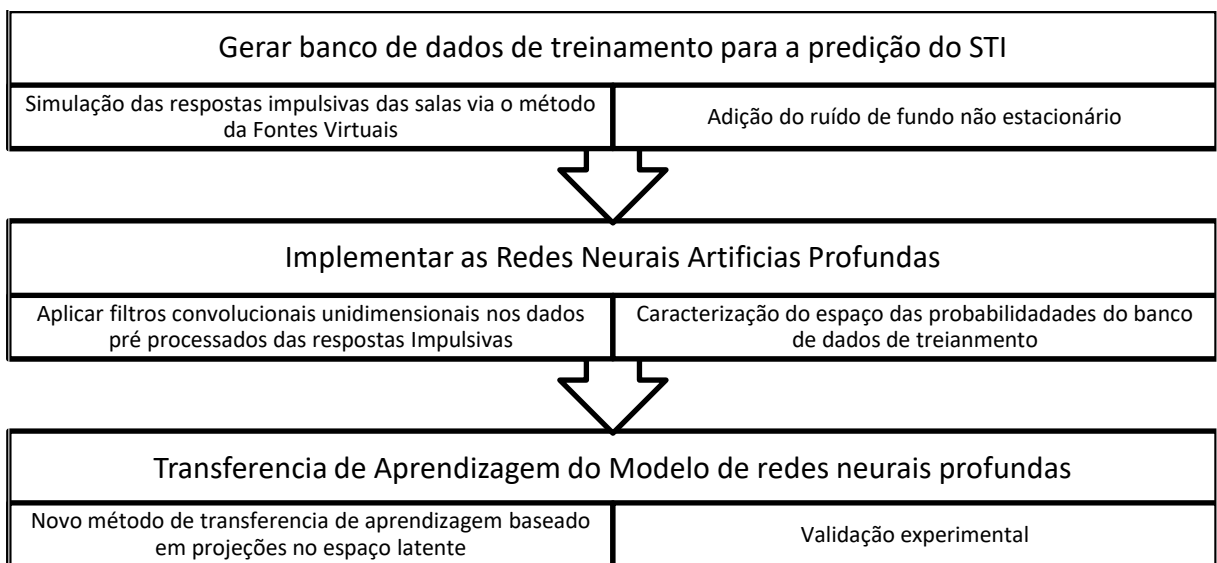 Gerar banco de dados de treinamento para a predição do STI
Simulação das respostas impulsivas das salas via o método
da Fontes Virtuais
Adição do ruído de fundo não estacionário
Implementar as Redes Neurais Artificias Profundas
Aplicar filtros convolucionais unidimensionais nos dados
pré processados das respostas Impulsivas
Caracterização do espaço das probabilidadades do banco
de dados de treianmento
Transferencia de Aprendizagem do Modelo de redes neurais profundas
Novo método de transferencia de aprendizagem baseado
em projeções no espaço latente
Validação experimental